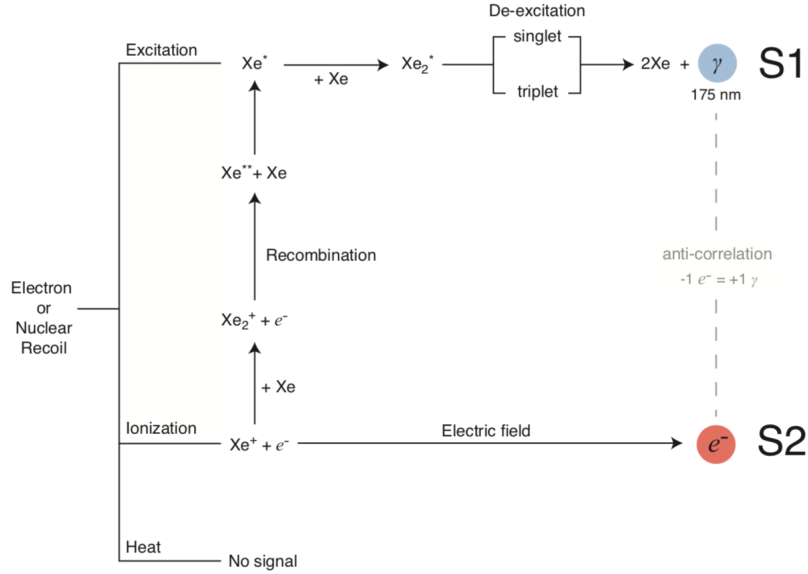 De-excitation
Excitation
singlet
Xe*
+ Xe
Xe₂*
2Xe + γ
S1
triplet
175 nm
Xe**+ Xe
Recombination
anti-correlation
-1 e⁻ = +1 γ
Electron
or
Nuclear
Recoil
Xe₂⁺ + e⁻
+ Xe
Ionization
Xe⁺ + e⁻
Electric field
e⁻
S2
Heat
No signal